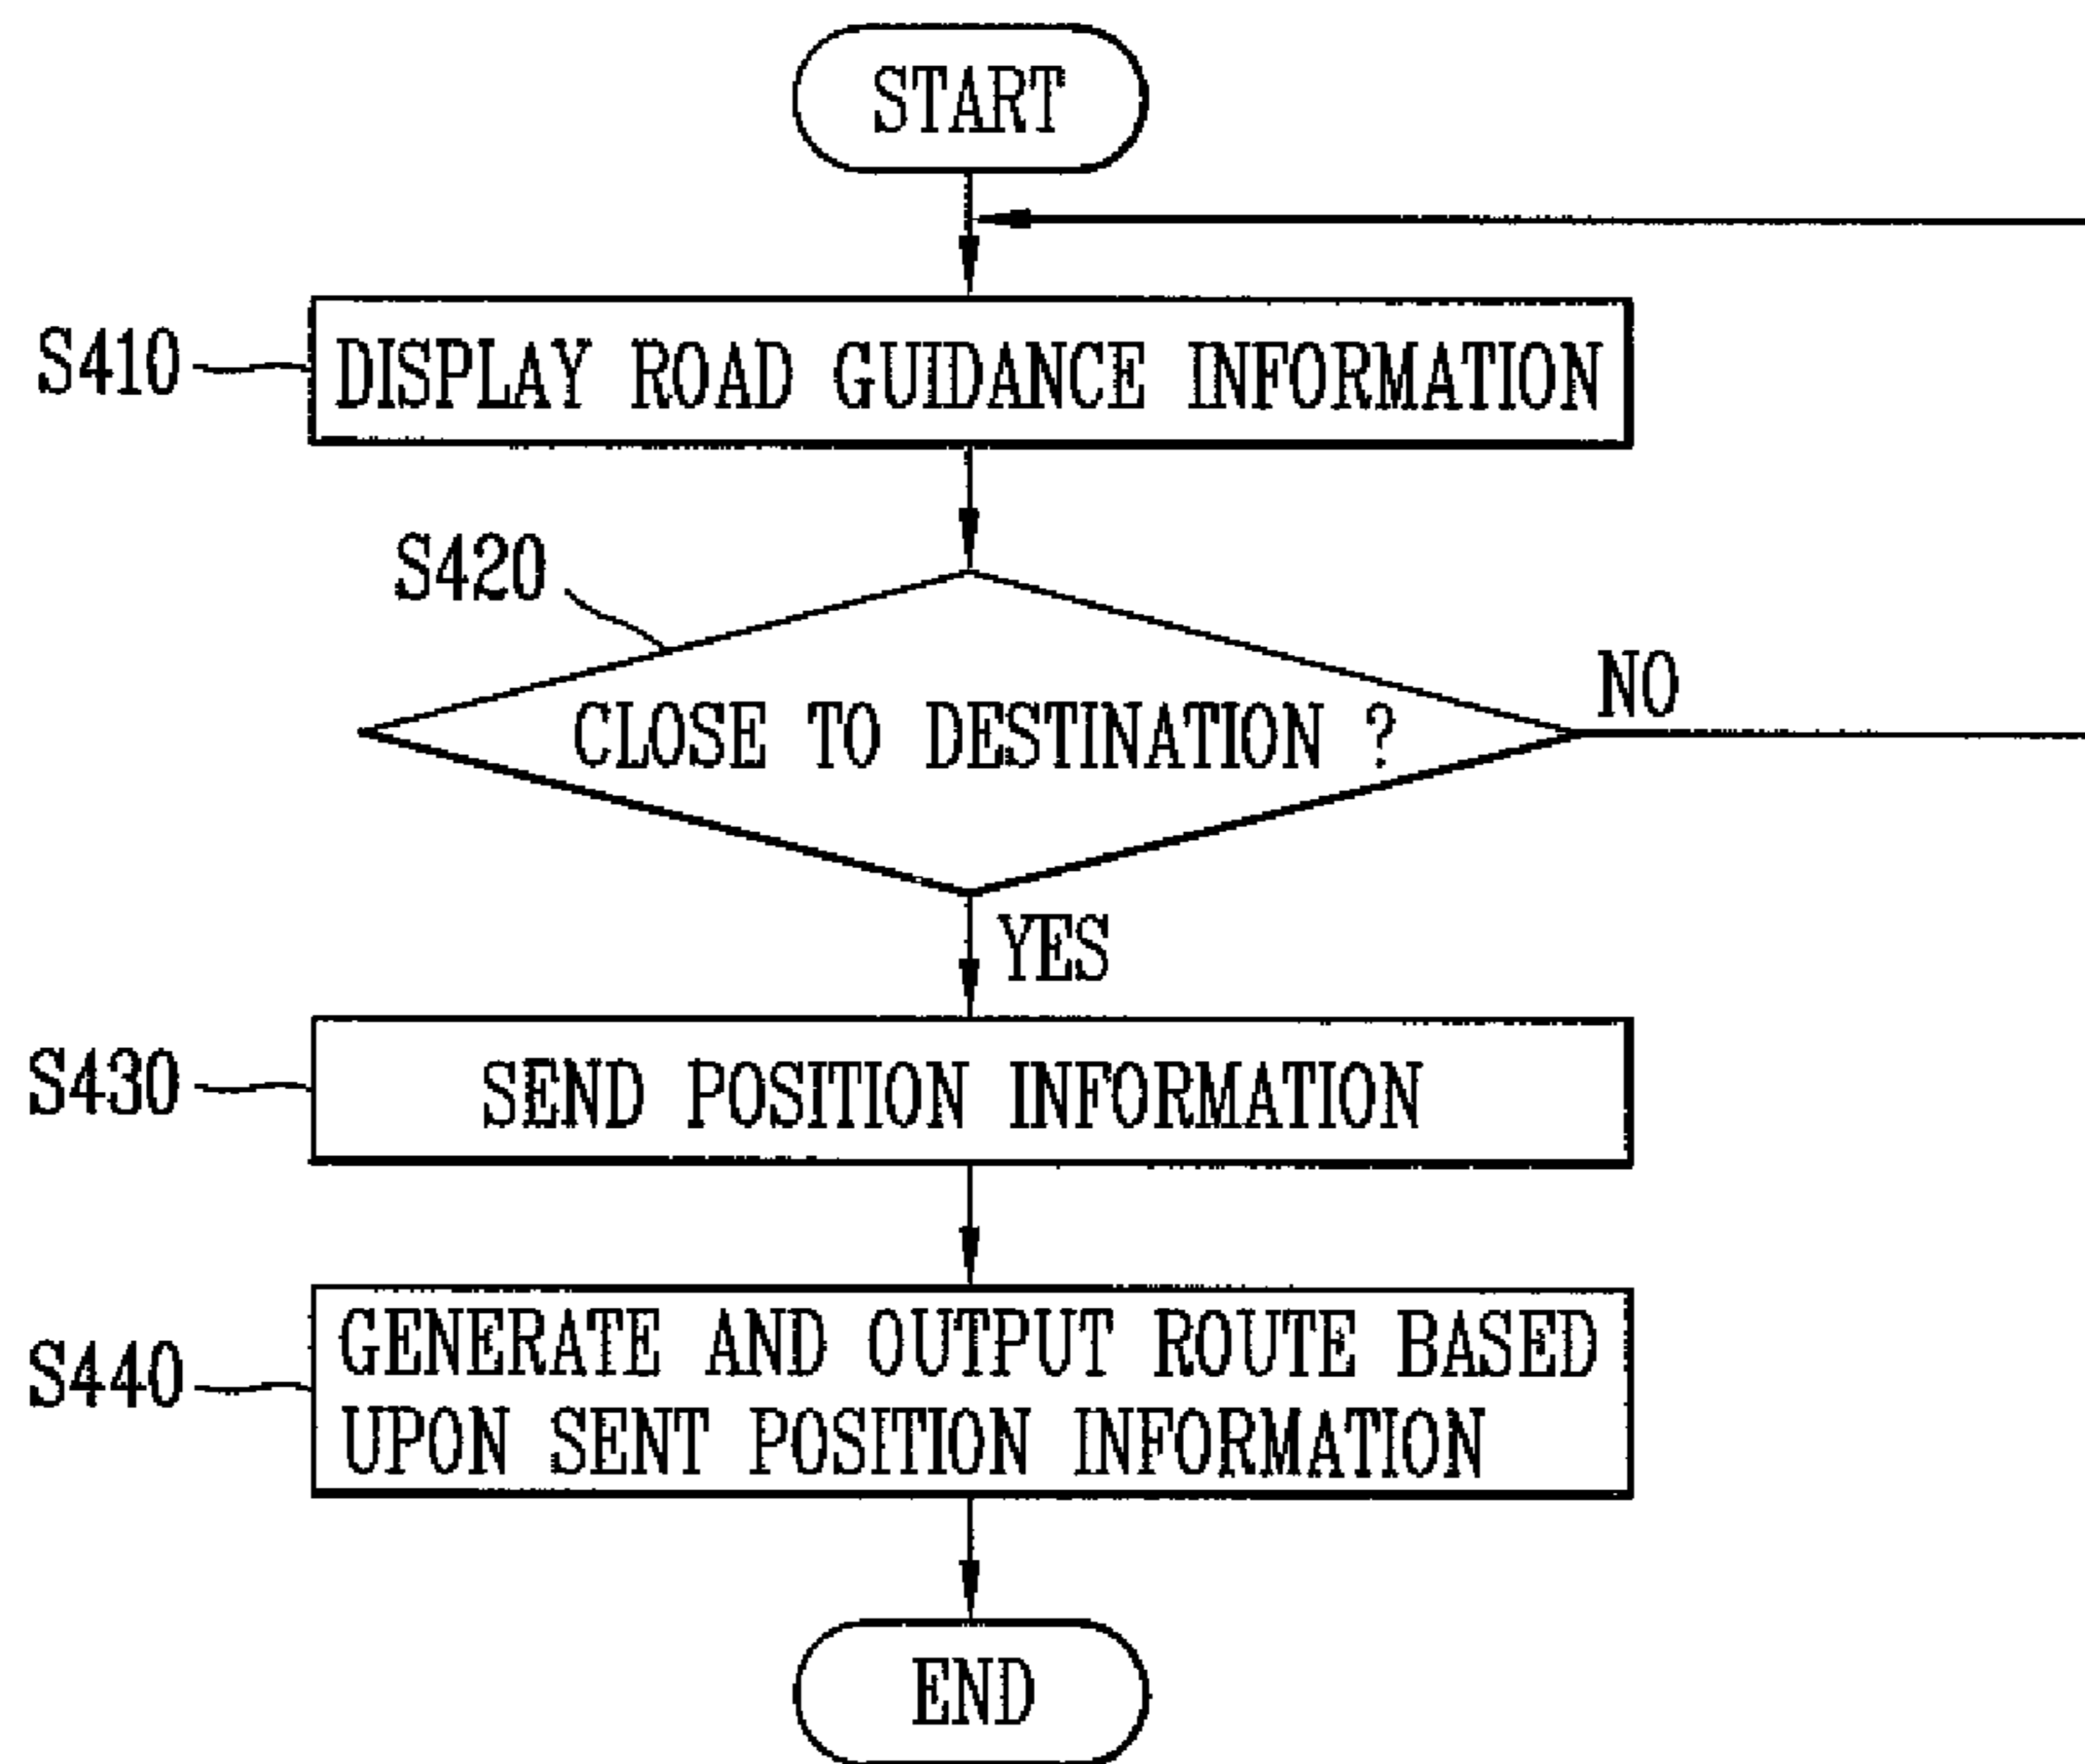 START
S410
DISPLAY ROAD GUIDANCE INFORMATION
S420
CLOSE TO DESTINATION ?
NO
YES
S430
SEND POSITION INFORMATION
S440
GENERATE AND OUTPUT ROUTE BASED
UPON SENT POSITION INFORMATION
END